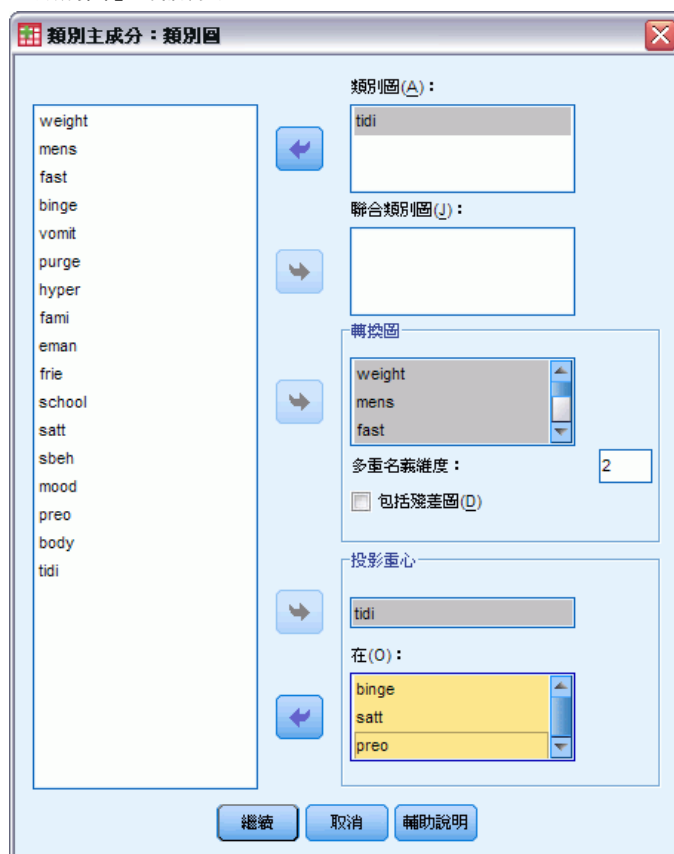 類別主成分：類別圖
weight
mens
fast
binge
vomit
purge
hyper
fami
eman
frie
school
satt
sbeh
mood
preo
body
tidi
類別圖(A)：
tidi
聯合類別圖(J)：
轉換圖
weight
mens
fast
多重名義維度：
2
包括殘差圖(D)
投影重心
tidi
在(O)：
binge
satt
preo
繼續
取消
輔助說明